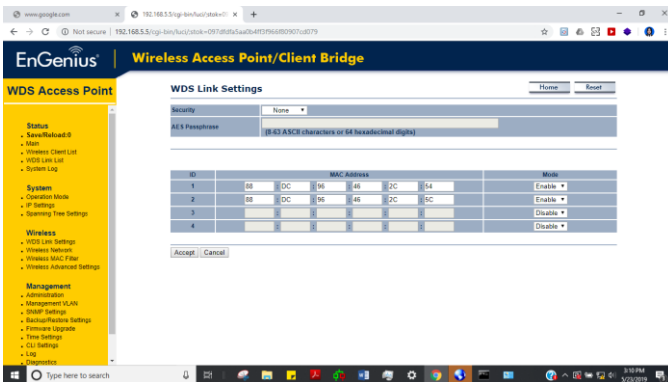 www.google.com
192.168.5.5/cgi-bin/luci/;stok=0
Not secure | 192.168.5.5/cgi-bin/luci/;stok=097dfdfa5aa0b4ff3f966f80907cd079
EnGenius
Wireless Access Point/Client Bridge
WDS Access Point
WDS Link Settings
Home Reset
Security None
AES Passphrase
(8-63 ASCII characters or 64 hexadecimal digits)
ID MAC Address Mode
1 88 : DC : 96 : 46 : 2C : 54 Enable
2 88 : DC : 96 : 46 : 2C : 5C Enable
3 : : : : : Disable
4 : : : : : Disable
Accept Cancel
Status
Save/Reload:0
Main
Wireless Client List
WDS Link List
System Log
System
Operation Mode
IP Settings
Spanning Tree Settings
Wireless
WDS Link Settings
Wireless Network
Wireless MAC Filter
Wireless Advanced Settings
Management
Administration
Management VLAN
SNMP Settings
Backup/Restore Settings
Firmware Upgrade
Time Settings
CLI Settings
Log
Diagnostics
Type here to search
3:10 PM
5/23/2019